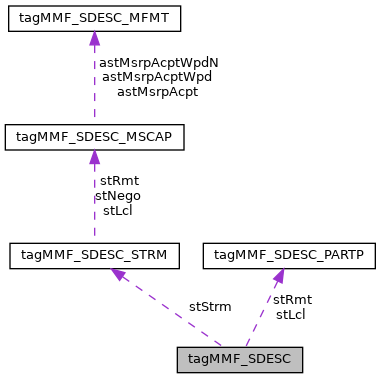 tagMMF_SDESC_MFMT
astMsrpAcptWpdN
astMsrpAcptWpd
astMsrpAcpt
tagMMF_SDESC_MSCAP
stRmt
stNego
stLcl
tagMMF_SDESC_STRM
tagMMF_SDESC_PARTP
stStrm
stRmt
stLcl
tagMMF_SDESC